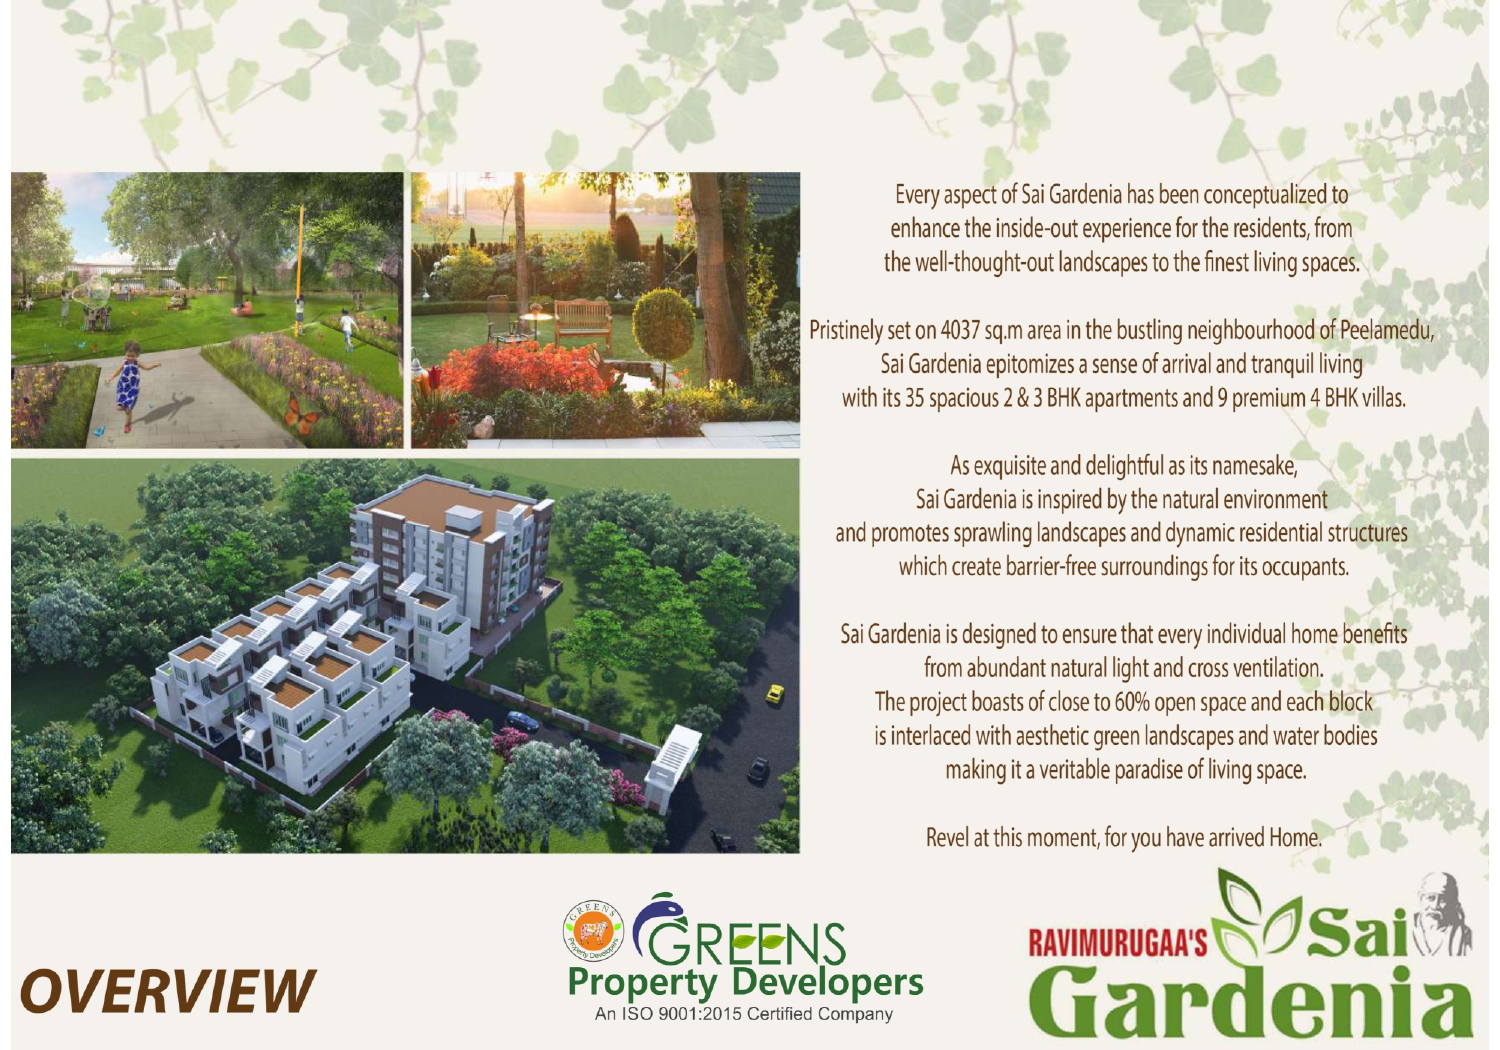 Every aspect of Sai Gardenia has been conceptualized to
enhance the inside-out experience for the residents, from
the well-thought-out landscapes to the finest living spaces.
Pristinely set on 4037 sq.m area in the bustling neighbourhood of Peelamedu,
Sai Gardenia epitomizes a sense of arrival and tranquil living
with its 35 spacious 2 & 3 BHK apartments and 9 premium 4 BHK villas.
As exquisite and delightful as its namesake,
Sai Gardenia is inspired by the natural environment
and promotes sprawling landscapes and dynamic residential structures
which create barrier-free surroundings for its occupants.
Sai Gardenia is designed to ensure that every individual home benefits
from abundant natural light and cross ventilation.
The project boasts of close to 60% open space and each block
is interlaced with aesthetic green landscapes and water bodies
making it a veritable paradise of living space.
Revel at this moment, for you have arrived Home.
OVERVIEW
GREENS
Property Developers
GREENS
Property Developers
An ISO 9001:2015 Certified Company
RAVIMURUGAA'S
Sai
Gardenia